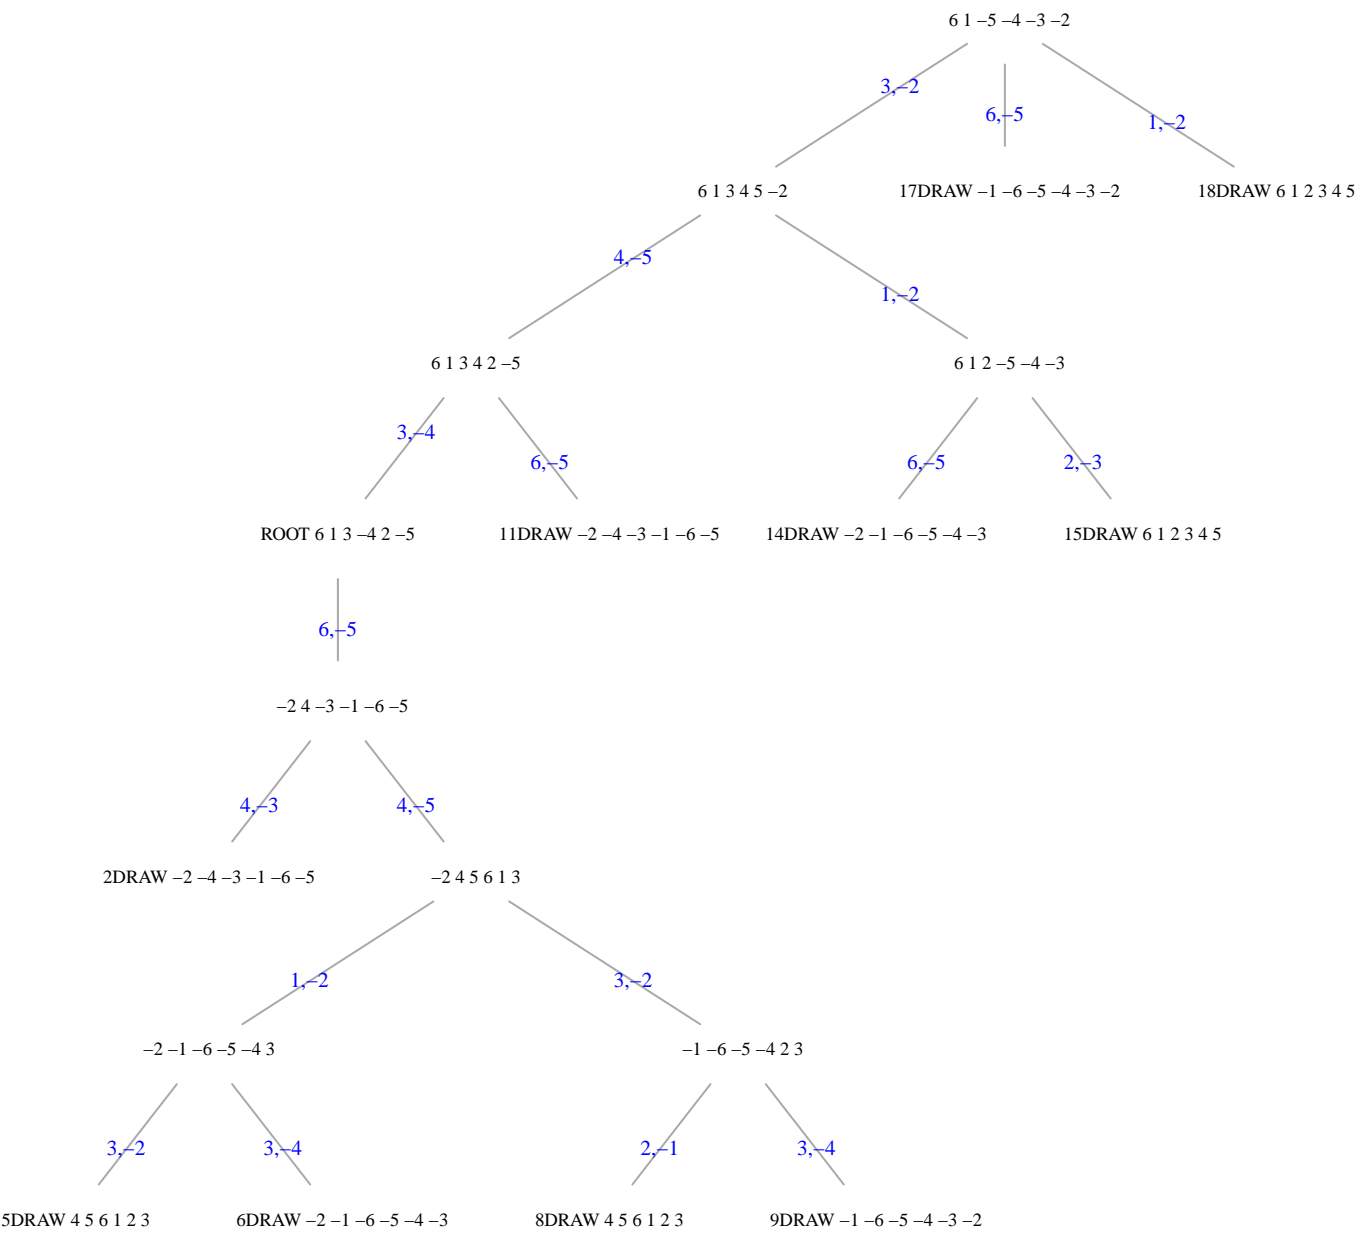 6 1 –5 –4 –3 –2
3,–2
6,–5
1,–2
6 1 3 4 5 –2
17DRAW –1 –6 –5 –4 –3 –2
18DRAW 6 1 2 3 4 5
4,–5
1,–2
6 1 3 4 2 –5
6 1 2 –5 –4 –3
3,–4
6,–5
6,–5
2,–3
ROOT 6 1 3 –4 2 –5
11DRAW –2 –4 –3 –1 –6 –5
14DRAW –2 –1 –6 –5 –4 –3
15DRAW 6 1 2 3 4 5
6,–5
–2 4 –3 –1 –6 –5
4,–3
4,–5
2DRAW –2 –4 –3 –1 –6 –5
–2 4 5 6 1 3
1,–2
3,–2
–2 –1 –6 –5 –4 3
–1 –6 –5 –4 2 3
3,–2
3,–4
2,–1
3,–4
5DRAW 4 5 6 1 2 3
6DRAW –2 –1 –6 –5 –4 –3
8DRAW 4 5 6 1 2 3
9DRAW –1 –6 –5 –4 –3 –2